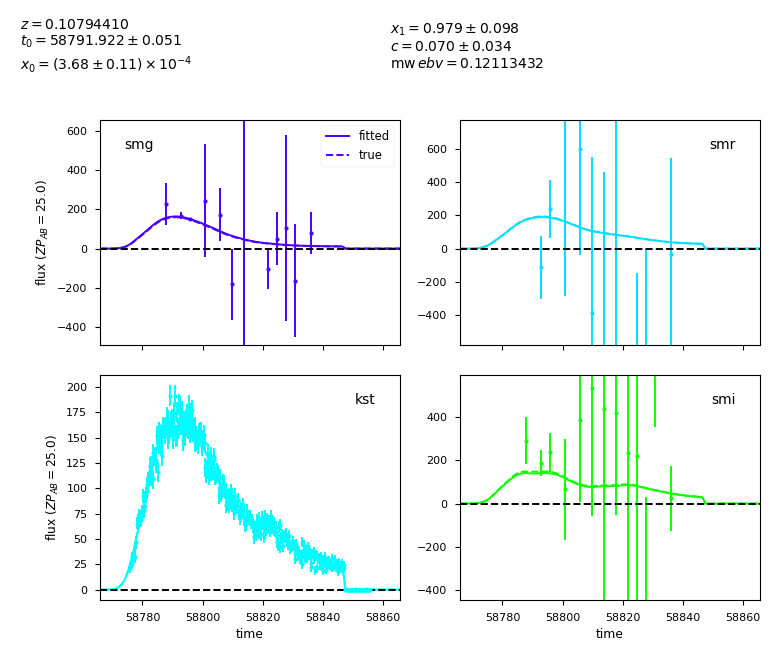 z = 0.10794410
t₀ = 58791.922 ± 0.051
x₀ = (3.68 ± 0.11) × 10⁻⁴
x₁ = 0.979 ± 0.098
c = 0.070 ± 0.034
mw ebv = 0.12113432
smg
fitted
true
600
400
200
0
−200
−400
flux (ZP_AB = 25.0)
smr
600
400
200
0
−200
−400
kst
200
175
150
125
100
75
50
25
0
flux (ZP_AB = 25.0)
58780 58800 58820 58840 58860
time
smi
400
200
0
−200
−400
58780 58800 58820 58840 58860
time